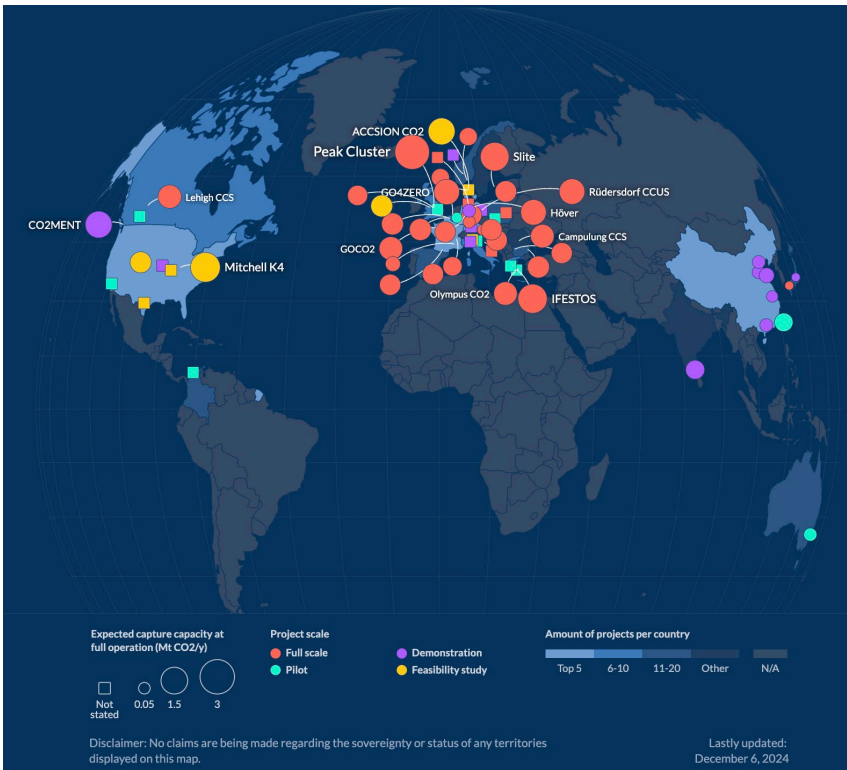 ACCSION CO2
Peak Cluster
Slite
GO4ZERO
Rüdersdorf CCUS
Lehigh CCS
Höver
CO2MENT
Campulung CCS
GOCO2
Mitchell K4
Olympus CO2
IFESTOS
Expected capture capacity at
full operation (Mt CO2/y)
Not
stated
0.05
1.5
3
Project scale
Full scale
Demonstration
Pilot
Feasibility study
Amount of projects per country
Top 5
6-10
11-20
Other
N/A
Disclaimer: No claims are being made regarding the sovereignty or status of any territories
displayed on this map.
Lastly updated:
December 6, 2024